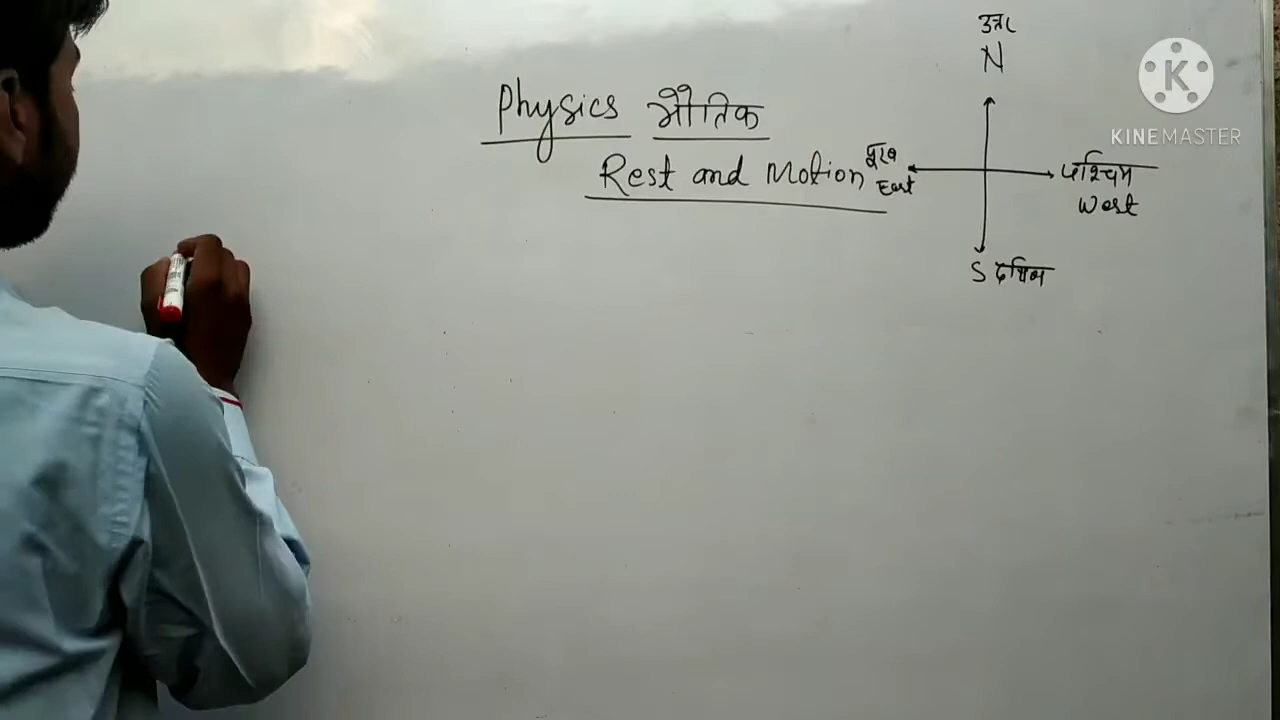 उत्तर
N
Physics भौतिक
Rest and Motion
पूरब
East
पश्चिम
West
S दक्षिण
K
KINEMASTER